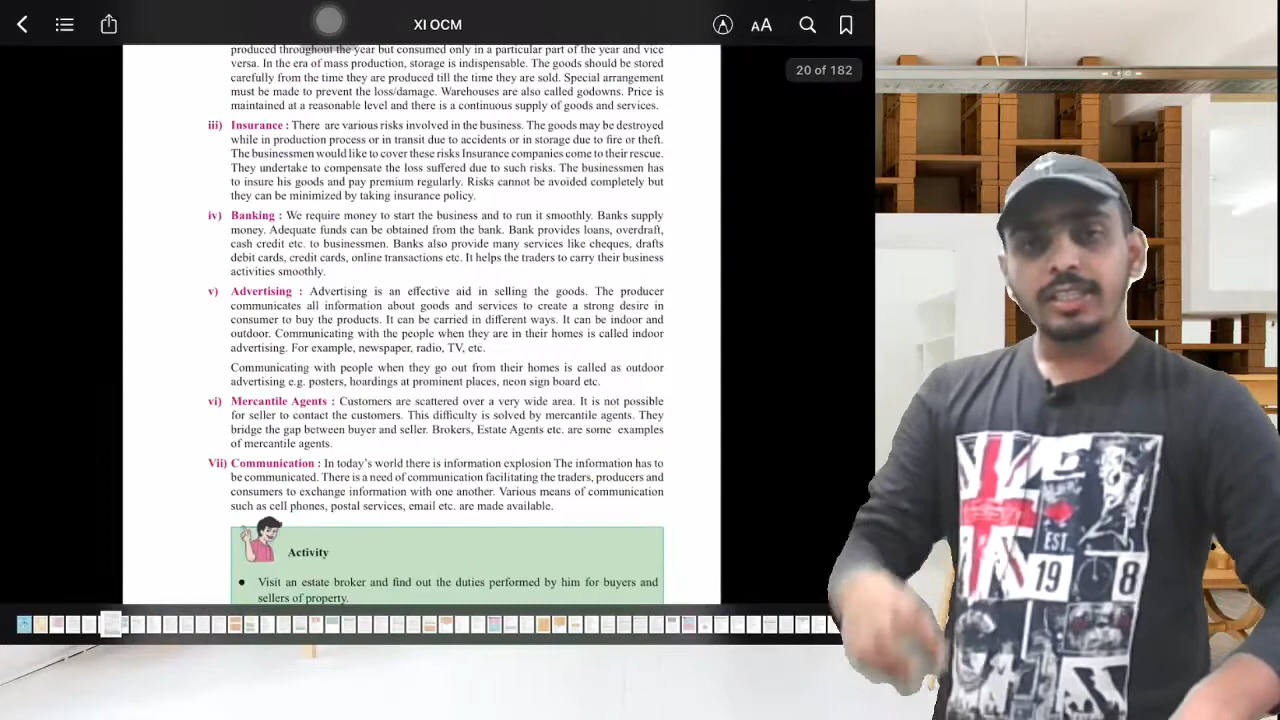 XI OCM
AA
20 of 182
produced throughout the year but consumed only in a particular part of the year and vice
versa. In the era of mass production, storage is indispensable. The goods should be stored
carefully from the time they are produced till the time they are sold. Special arrangement
must be made to prevent the loss/damage. Warehouses are also called godowns. Price is
maintained at a reasonable level and there is a continuous supply of goods and services.
iii) Insurance : There are various risks involved in the business. The goods may be destroyed
while in production process or in transit due to accidents or in storage due to fire or theft.
The businessmen would like to cover these risks Insurance companies come to their rescue.
They undertake to compensate the loss suffered due to such risks. The businessmen has
to insure his goods and pay premium regularly. Risks cannot be avoided completely but
they can be minimized by taking insurance policy.
iv) Banking : We require money to start the business and to run it smoothly. Banks supply
money. Adequate funds can be obtained from the bank. Bank provides loans, overdraft,
cash credit etc. to businessmen. Banks also provide many services like cheques, drafts
debit cards, credit cards, online transactions etc. It helps the traders to carry their business
activities smoothly.
v) Advertising : Advertising is an effective aid in selling the goods. The producer
communicates all information about goods and services to create a strong desire in
consumer to buy the products. It can be carried in different ways. It can be indoor and
outdoor. Communicating with the people when they are in their homes is called indoor
advertising. For example, newspaper, radio, TV, etc.
Communicating with people when they go out from their homes is called as outdoor
advertising e.g. posters, hoardings at prominent places, neon sign board etc.
vi) Mercantile Agents : Customers are scattered over a very wide area. It is not possible
for seller to contact the customers. This difficulty is solved by mercantile agents. They
bridge the gap between buyer and seller. Brokers, Estate Agents etc. are some examples
of mercantile agents.
Vii) Communication : In today's world there is information explosion The information has to
be communicated. There is a need of communication facilitating the traders, producers and
consumers to exchange information with one another. Various means of communication
such as cell phones, postal services, email etc. are made available.
Activity
● Visit an estate broker and find out the duties performed by him for buyers and
sellers of property.
EST.
19 8